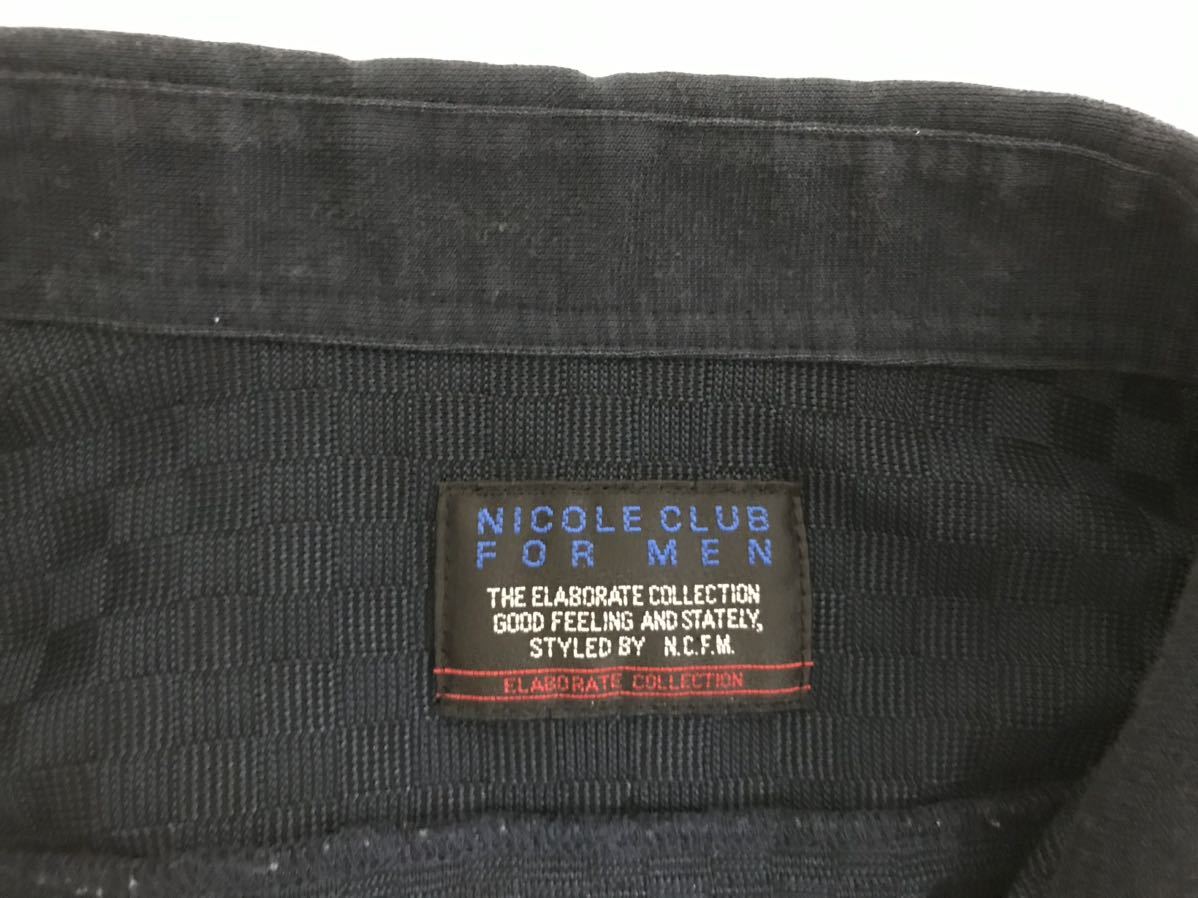 NICOLE CLUB
FOR MEN
THE ELABORATE COLLECTION
GOOD FEELING AND STATELY,
STYLED BY N.C.F.M.
ELABORATE COLLECTION